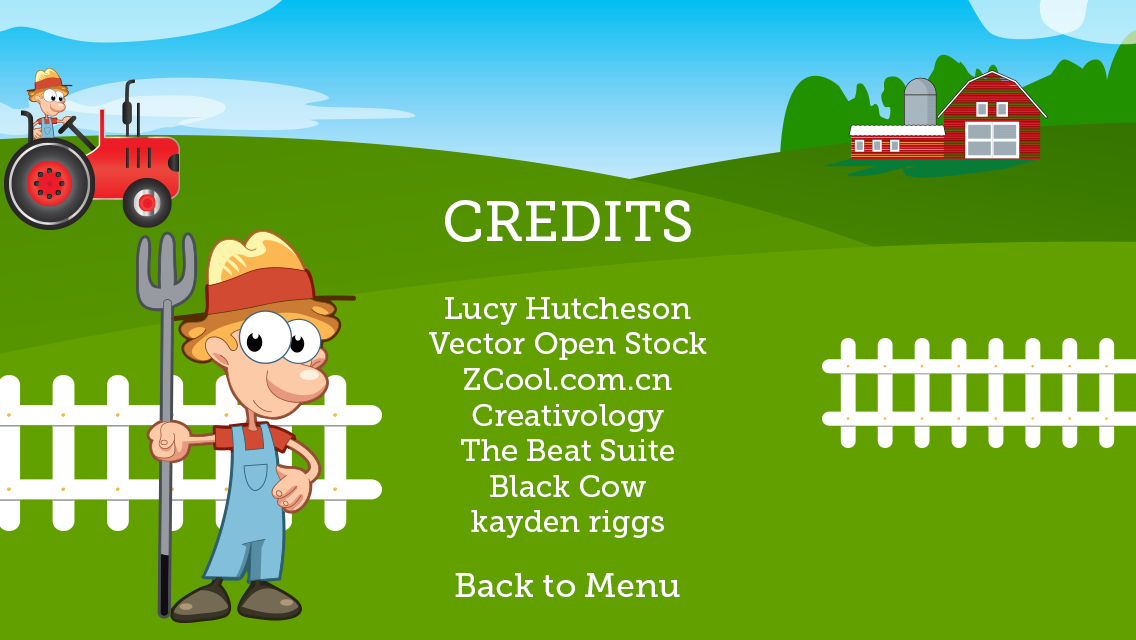 CREDITS
Lucy Hutcheson
Vector Open Stock
ZCool.com.cn
Creativology
The Beat Suite
Black Cow
kayden riggs
Back to Menu